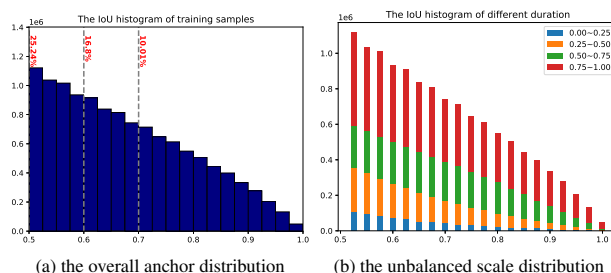 The IoU histogram of training samples
1e6
1.4
1.2
1.0
0.8
0.6
0.4
0.2
0.0
25.24%
16.8%
10.01%
0.5 0.6 0.7 0.8 0.9 1.0
(a) the overall anchor distribution
The IoU histogram of different duration
1e6
1.0
0.8
0.6
0.4
0.2
0.0
0.00~0.25
0.25~0.50
0.50~0.75
0.75~1.00
0.5 0.6 0.7 0.8 0.9 1.0
(b) the unbalanced scale distribution